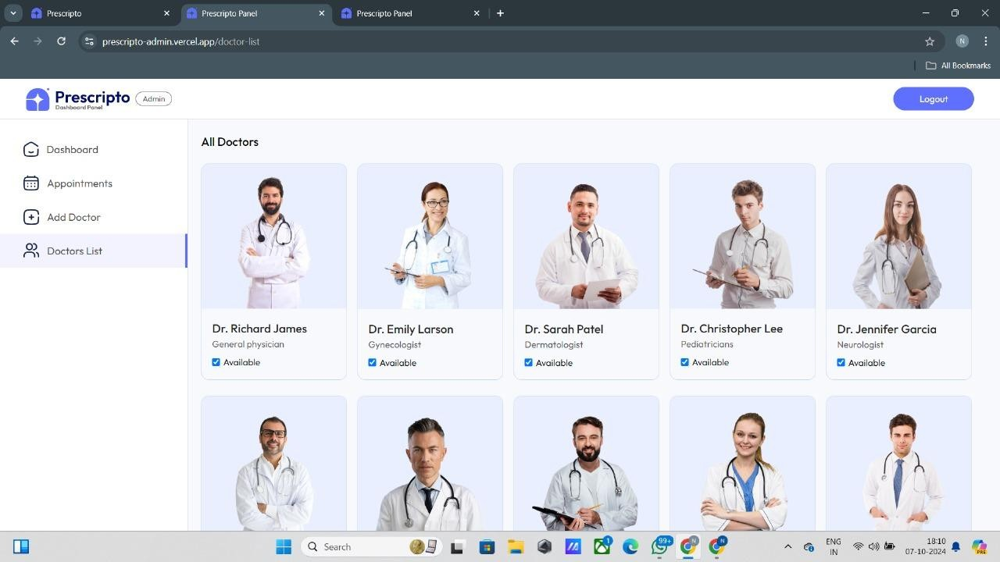 Prescripto
Prescripto Panel
Prescripto Panel
prescripto-admin.vercel.app/doctor-list
N
All Bookmarks
Prescripto
Dashboard Panel
Admin
Logout
Dashboard
Appointments
Add Doctor
Doctors List
All Doctors
Dr. Richard James
General physician
Available
Dr. Emily Larson
Gynecologist
Available
Dr. Sarah Patel
Dermatologist
Available
Dr. Christopher Lee
Pediatricians
Available
Dr. Jennifer Garcia
Neurologist
Available
Search
1
99+
N
N
ENG
IN
18:10
07-10-2024
PRE